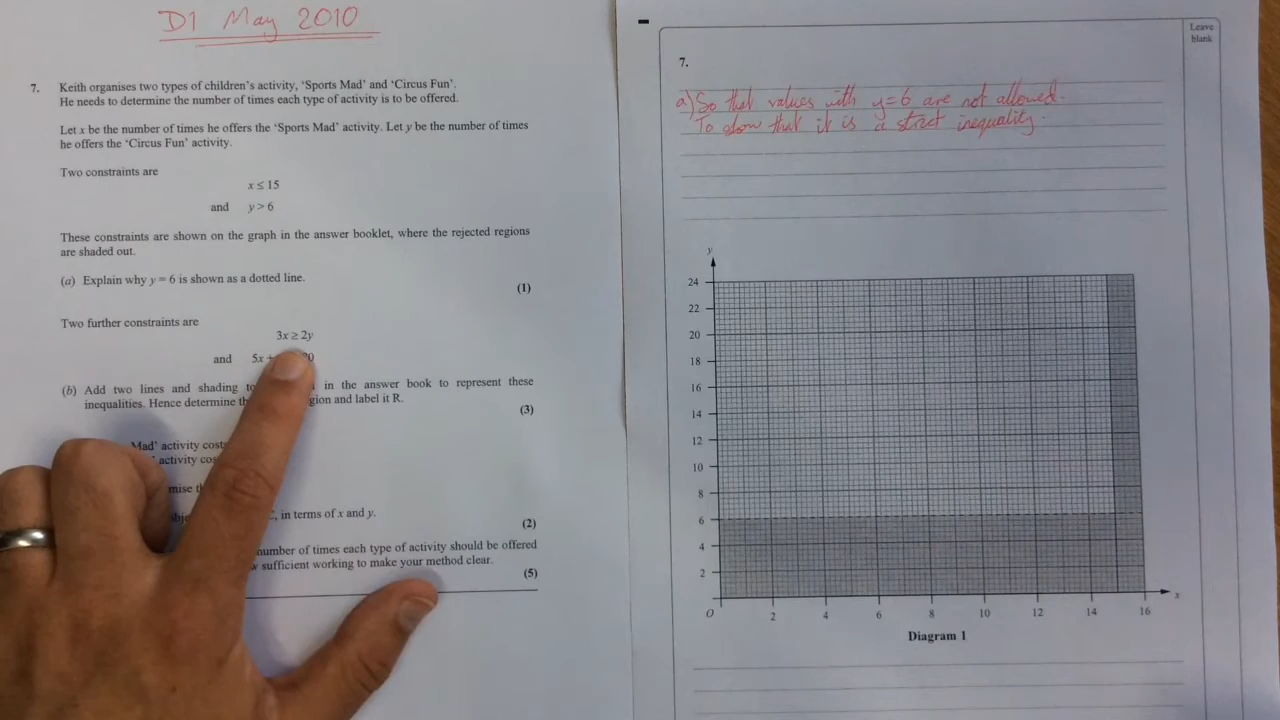 D1 May 2010
7. Keith organises two types of children's activity, 'Sports Mad' and 'Circus Fun'.
He needs to determine the number of times each type of activity is to be offered.
Let x be the number of times he offers the 'Sports Mad' activity. Let y be the number of times
he offers the 'Circus Fun' activity.
Two constraints are
x ≤ 15
and y > 6
These constraints are shown on the graph in the answer booklet, where the rejected regions
are shaded out.
(a) Explain why y = 6 is shown as a dotted line.
(1)
Two further constraints are
3x ≥ 2y
and 5x
(b) Add two lines and shading to in the answer book to represent these
inequalities. Hence determine gion and label it R.
(3)
Mad' activity
activity
, in terms of x and y.
(2)
number of times each type of activity should be offered
sufficient working to make your method clear.
(5)
Leave
blank
7.
a) So that values with y=6 are not allowed.
To show that it is a strict inequality.
y
24
22
20
18
16
14
12
10
8
6
4
2
O 2 4 6 8 10 12 14 16 x
Diagram 1